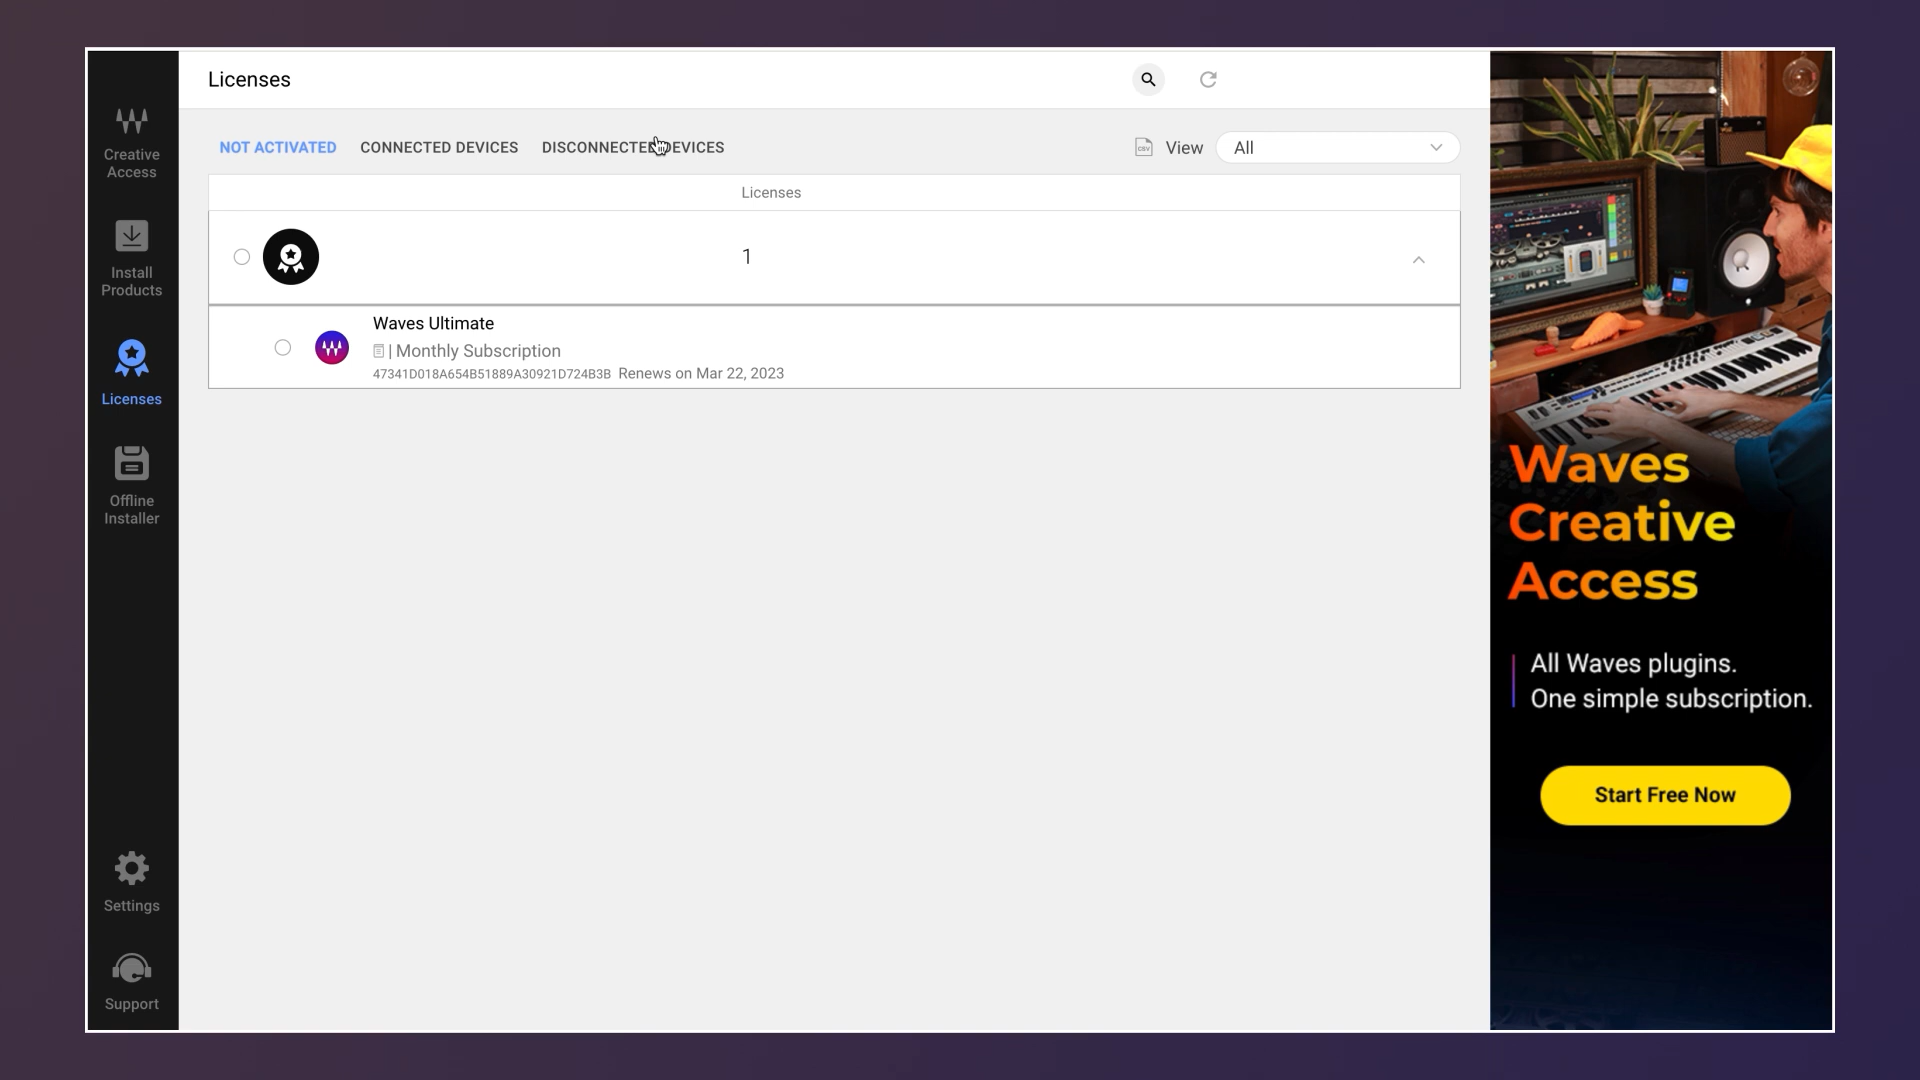 Licenses
NOT ACTIVATED CONNECTED DEVICES DISCONNECTED DEVICES
CSV View All
Licenses
1
Waves Ultimate
| Monthly Subscription
47341D018A654B51889A30921D724B3B Renews on Mar 22, 2023
Creative
Access
Install
Products
Licenses
Offline
Installer
Settings
Support
Waves
Creative
Access
All Waves plugins.
One simple subscription.
Start Free Now